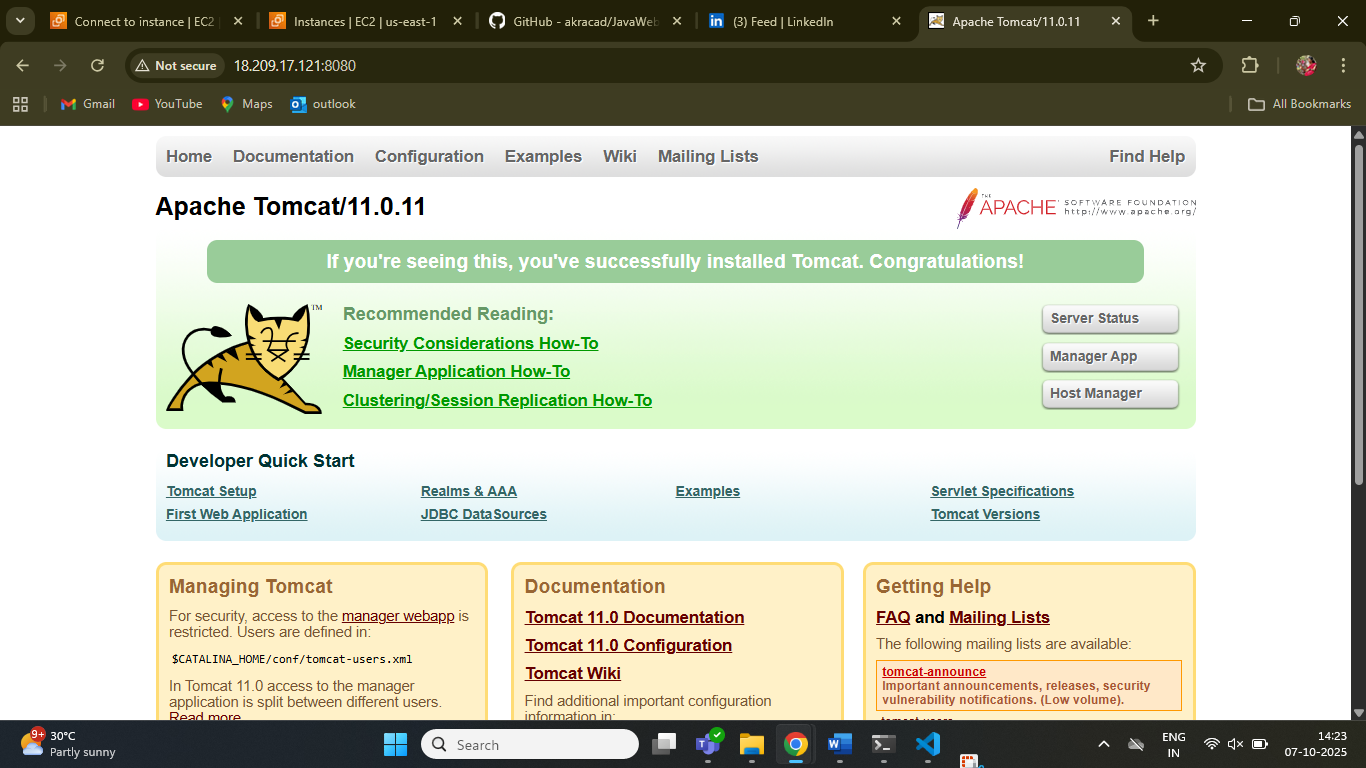 Connect to instance | EC2
Instances | EC2 | us-east-1
GitHub - akracad/JavaWeb
(3) Feed | LinkedIn
Apache Tomcat/11.0.11
Not secure
18.209.17.121:8080
Gmail
YouTube
Maps
outlook
All Bookmarks
Home
Documentation
Configuration
Examples
Wiki
Mailing Lists
Find Help
Apache Tomcat/11.0.11
THE
APACHE
SOFTWARE FOUNDATION
http://www.apache.org/
If you're seeing this, you've successfully installed Tomcat. Congratulations!
TM
Recommended Reading:
Security Considerations How-To
Manager Application How-To
Clustering/Session Replication How-To
Server Status
Manager App
Host Manager
Developer Quick Start
Tomcat Setup
First Web Application
Realms & AAA
JDBC DataSources
Examples
Servlet Specifications
Tomcat Versions
Managing Tomcat
For security, access to the manager webapp is
restricted. Users are defined in:
$CATALINA_HOME/conf/tomcat-users.xml
In Tomcat 11.0 access to the manager
application is split between different users.
Read more
Documentation
Tomcat 11.0 Documentation
Tomcat 11.0 Configuration
Tomcat Wiki
Find additional important configuration
information in:
Getting Help
FAQ and Mailing Lists
The following mailing lists are available:
tomcat-announce
Important announcements, releases, security
vulnerability notifications. (Low volume).
tomcat-users
9+
30°C
Partly sunny
Search
ENG
IN
14:23
07-10-2025